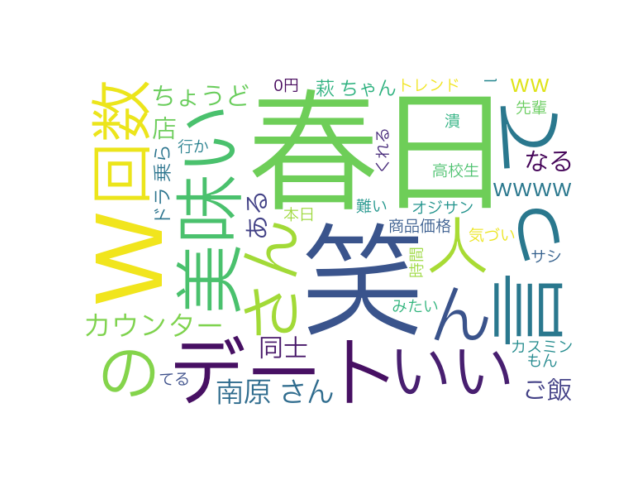 0円
萩 ちゃん
トレンド
し
ww
w
回数
ちょうど
店
行か
ドラ
乗ら
美味い
ある
春日
くれる
本日
難い
潰
高校生
オジサン
商品価格
先輩
なる
wwww
って
気づい
サシ
言
人
時間
笑
さん
みたい
ん
カウンター
の
てる
デート
同士
南原 さん
いい
カスミン
もん
ご飯